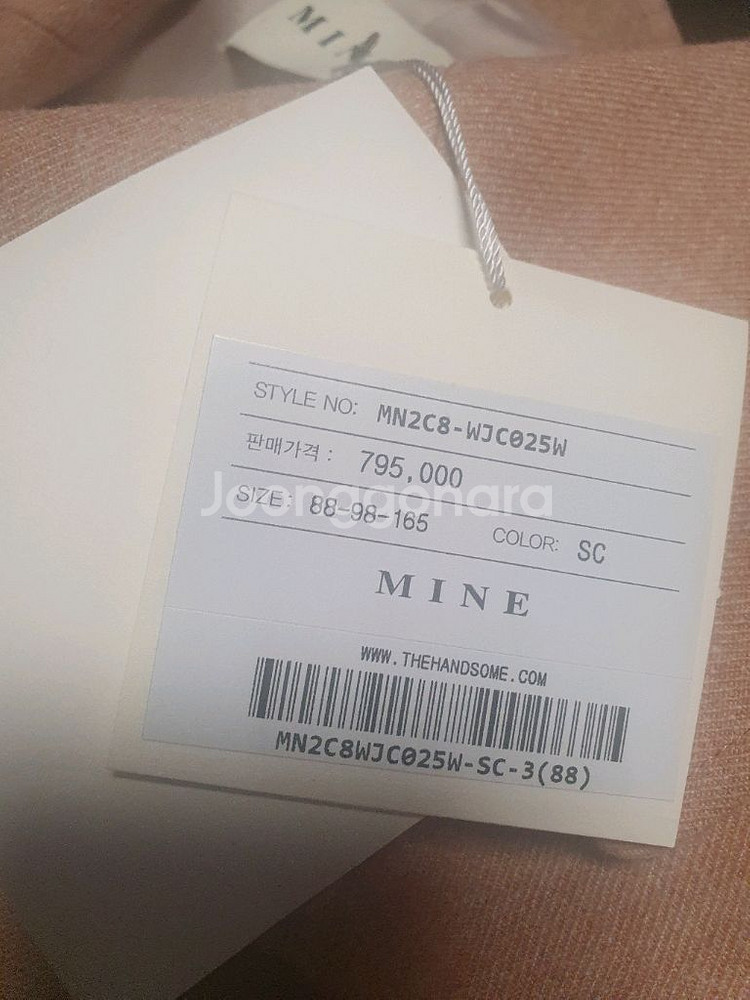 MIN
STYLE NO: MN2C8-WJC025W
판매가격 : 795,000
Joonggonara
SIZE: 88-98-165 COLOR: SC
MINE
WWW.THEHANDSOME.COM
MN2C8WJC025W-SC-3(88)